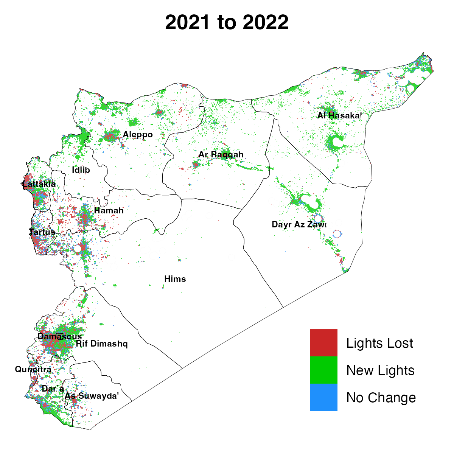 2021 to 2022
Al Hasakah
Aleppo
Ar Raqqah
Idlib
Lattakia
Hamah
Tartus
Dayr Az Zawr
Hims
Damascus
Rif Dimashq
Quneitra
Dar'a
As Suwayda'
Lights Lost
New Lights
No Change